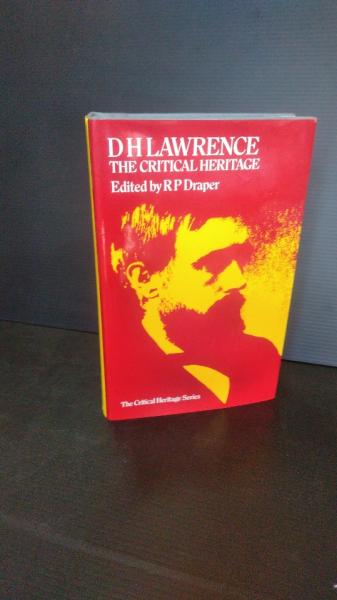 D H LAWRENCE
THE CRITICAL HERITAGE
Edited by R P Draper
The Critical Heritage Series